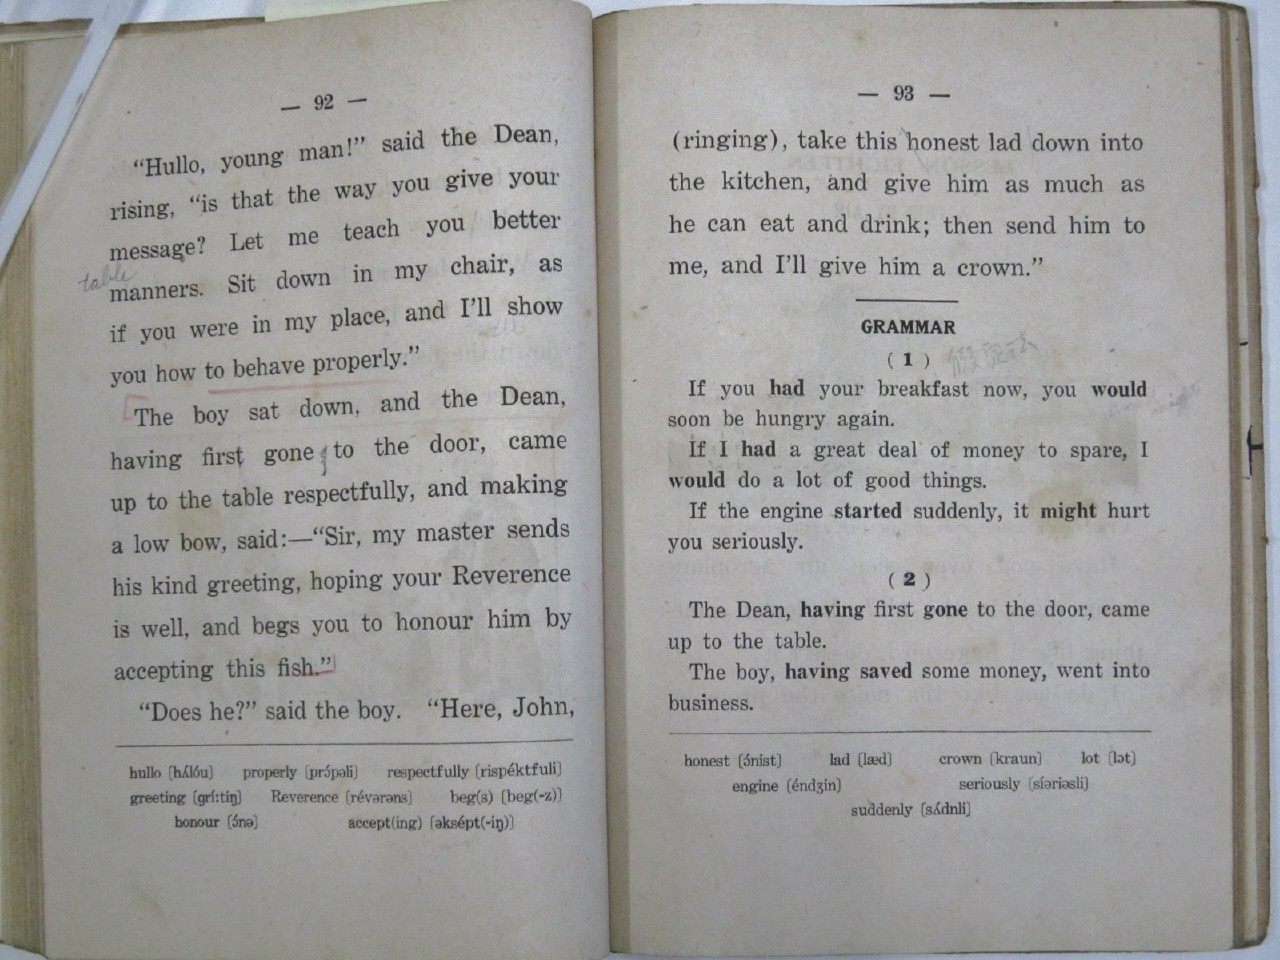 — 92 —
“Hullo, young man!” said the Dean,
rising, “is that the way you give your
message? Let me teach you better
table
manners. Sit down in my chair, as
if you were in my place, and I’ll show
you how to behave properly.”
The boy sat down, and the Dean,
having first gone to the door, came
up to the table respectfully, and making
a low bow, said:—“Sir, my master sends
his kind greeting, hoping your Reverence
is well, and begs you to honour him by
accepting this fish.”
“Does he?” said the boy. “Here, John,
hullo [hʌ́lóu] properly [prɔ́pəli] respectfully [rispéktfuli]
greeting [grí:tiŋ] Reverence [révərəns] beg(s) [beg(-z)]
honour [ɔ́nə] accept(ing) [əksépt(-iŋ)]
— 93 —
(ringing), take this honest lad down into
the kitchen, and give him as much as
he can eat and drink; then send him to
me, and I’ll give him a crown.”
GRAMMAR
( 1 )
If you had your breakfast now, you would
soon be hungry again.
If I had a great deal of money to spare, I
would do a lot of good things.
If the engine started suddenly, it might hurt
you seriously.
( 2 )
The Dean, having first gone to the door, came
up to the table.
The boy, having saved some money, went into
business.
honest [ɔ́nist] lad [læd] crown [kraun] lot [lɔt]
engine [éndʒin] seriously [síəriəsli]
suddenly [sʌ́dnli]